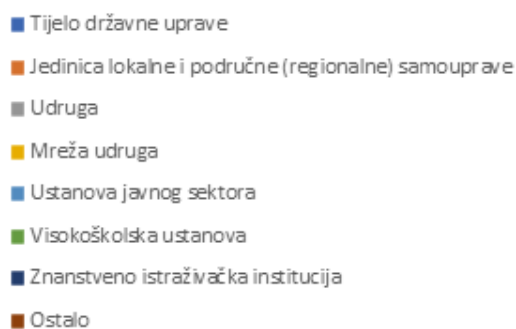 Tijelo državne uprave
Jedinica lokalne i područne (regionalne) samouprave
Udruga
Mreža udruga
Ustanova javnog sektora
Visokoškolska ustanova
Znanstveno istraživačka institucija
Ostalo